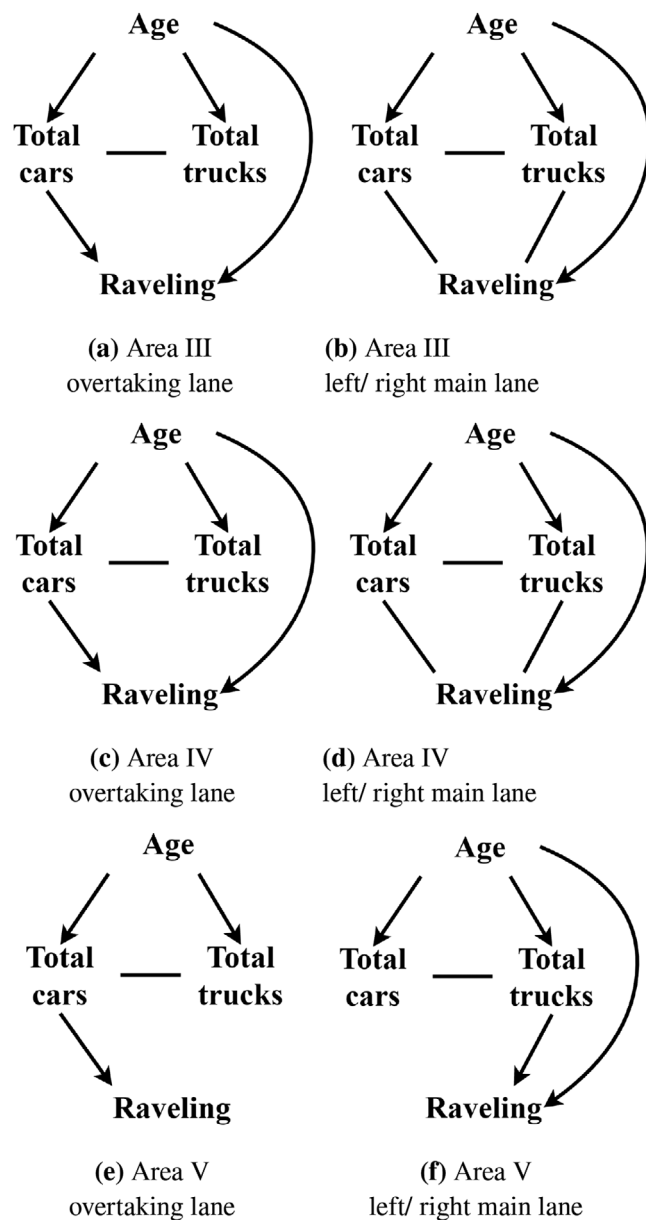 Age
Total
cars
Total
trucks
Raveling
(a) Area III
overtaking lane
Age
Total
cars
Total
trucks
Raveling
(b) Area III
left/ right main lane
Age
Total
cars
Total
trucks
Raveling
(c) Area IV
overtaking lane
Age
Total
cars
Total
trucks
Raveling
(d) Area IV
left/ right main lane
Age
Total
cars
Total
trucks
Raveling
(e) Area V
overtaking lane
Age
Total
cars
Total
trucks
Raveling
(f) Area V
left/ right main lane